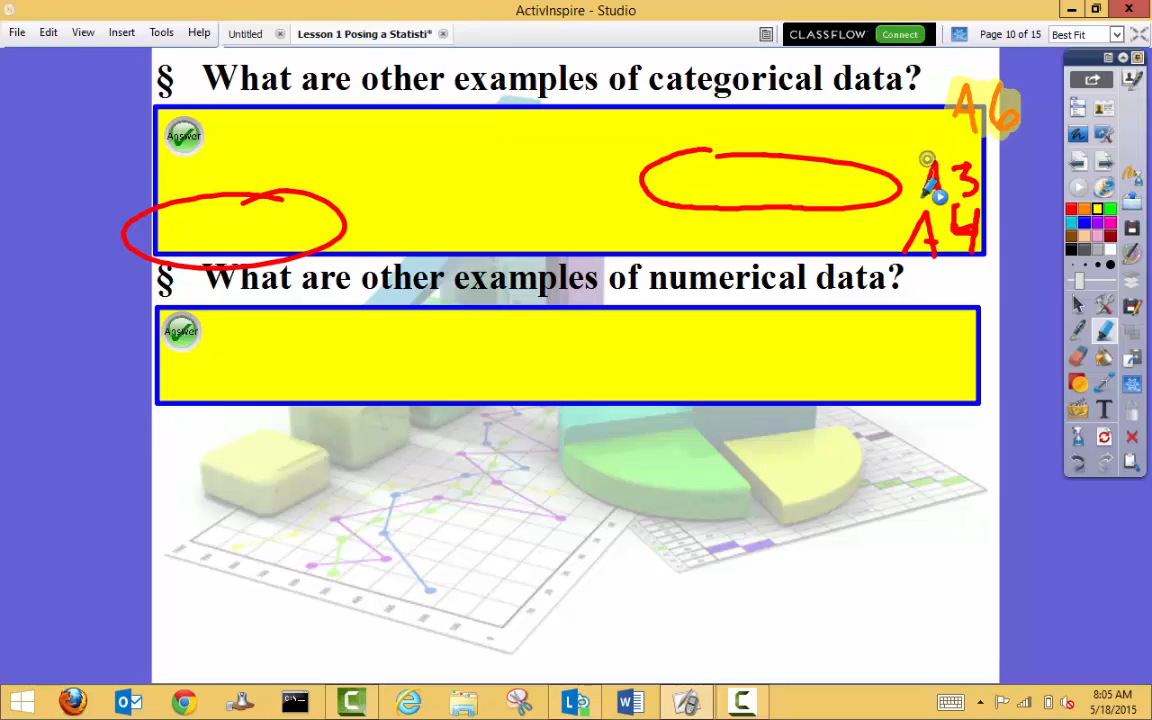 ActivInspire - Studio
File Edit View Insert Tools Help Untitled Lesson 1 Posing a Statisti* CLASSFLOW Connect Page 10 of 15 Best Fit
§ What are other examples of categorical data?
A6
Answer
A3
A4
§ What are other examples of numerical data?
Answer
8:05 AM
5/18/2015